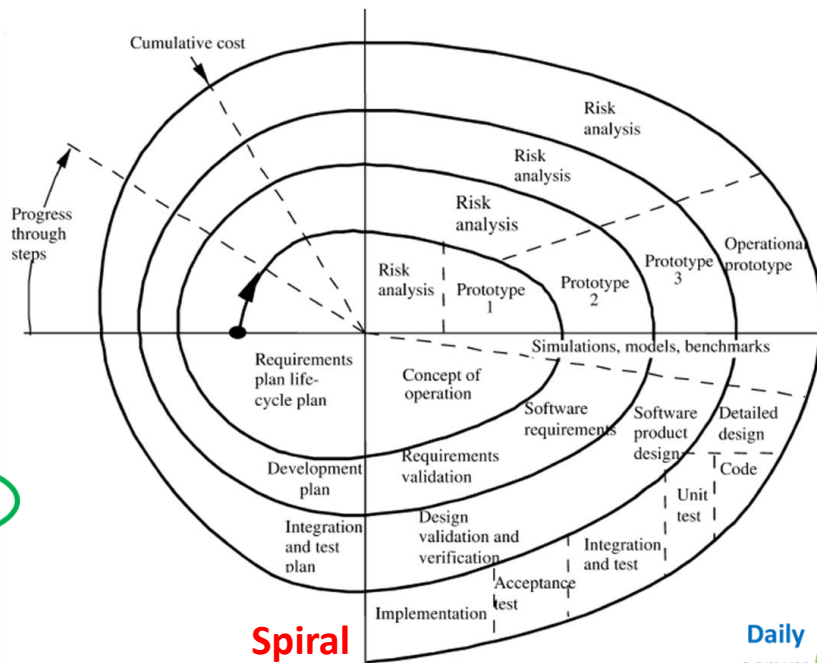 Cumulative cost
Progress
through
steps
Risk
analysis
Risk
analysis
Risk
analysis
Risk
analysis
Prototype
1
Prototype
2
Prototype
3
Operational
prototype
Simulations, models, benchmarks
Requirements
plan life-
cycle plan
Concept of
operation
Software
requirements
Software
product
design
Detailed
design
Development
plan
Requirements
validation
Code
Unit
test
Integration
and test
plan
Design
validation and
verification
Integration
and test
Acceptance
test
Implementation
Spiral
Daily